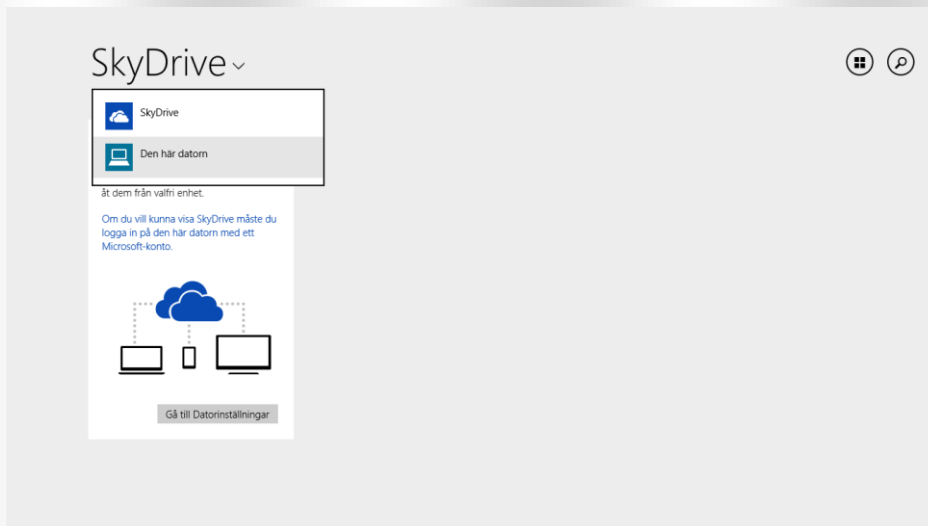 SkyDrive
SkyDrive
Den här datorn
åt dem från valfri enhet.
Om du vill kunna visa SkyDrive måste du
logga in på den här datorn med ett
Microsoft-konto.
Gå till Datorinställningar